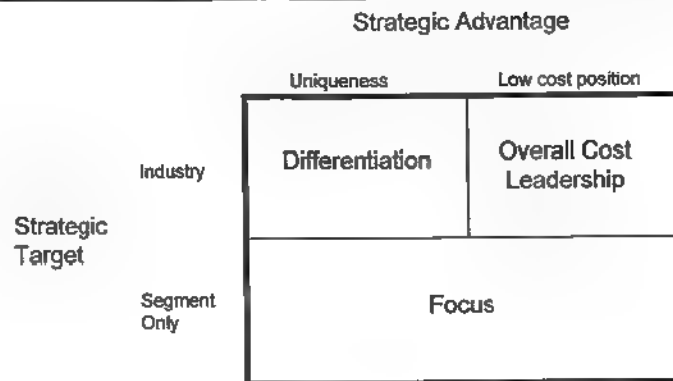 Strategic Advantage
Uniqueness Low cost position
Industry
Differentiation
Overall Cost
Leadership
Strategic
Target
Segment
Only
Focus